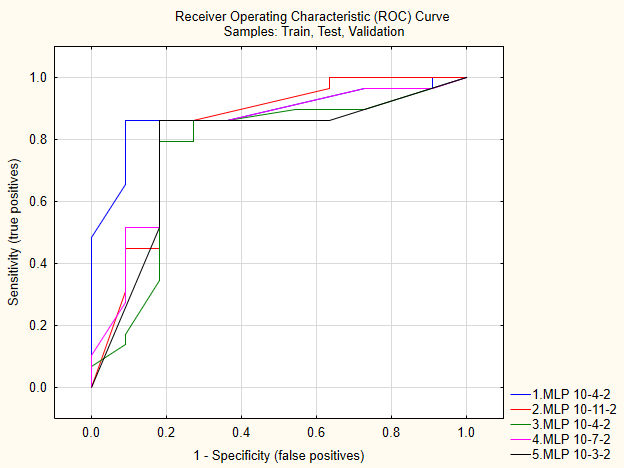 Receiver Operating Characteristic (ROC) Curve
Samples: Train, Test, Validation
Sensitivity (true positives)
1.0
0.8
0.6
0.4
0.2
0.0
0.0 0.2 0.4 0.6 0.8 1.0
1 - Specificity (false positives)
1.MLP 10-4-2
2.MLP 10-11-2
3.MLP 10-4-2
4.MLP 10-7-2
5.MLP 10-3-2